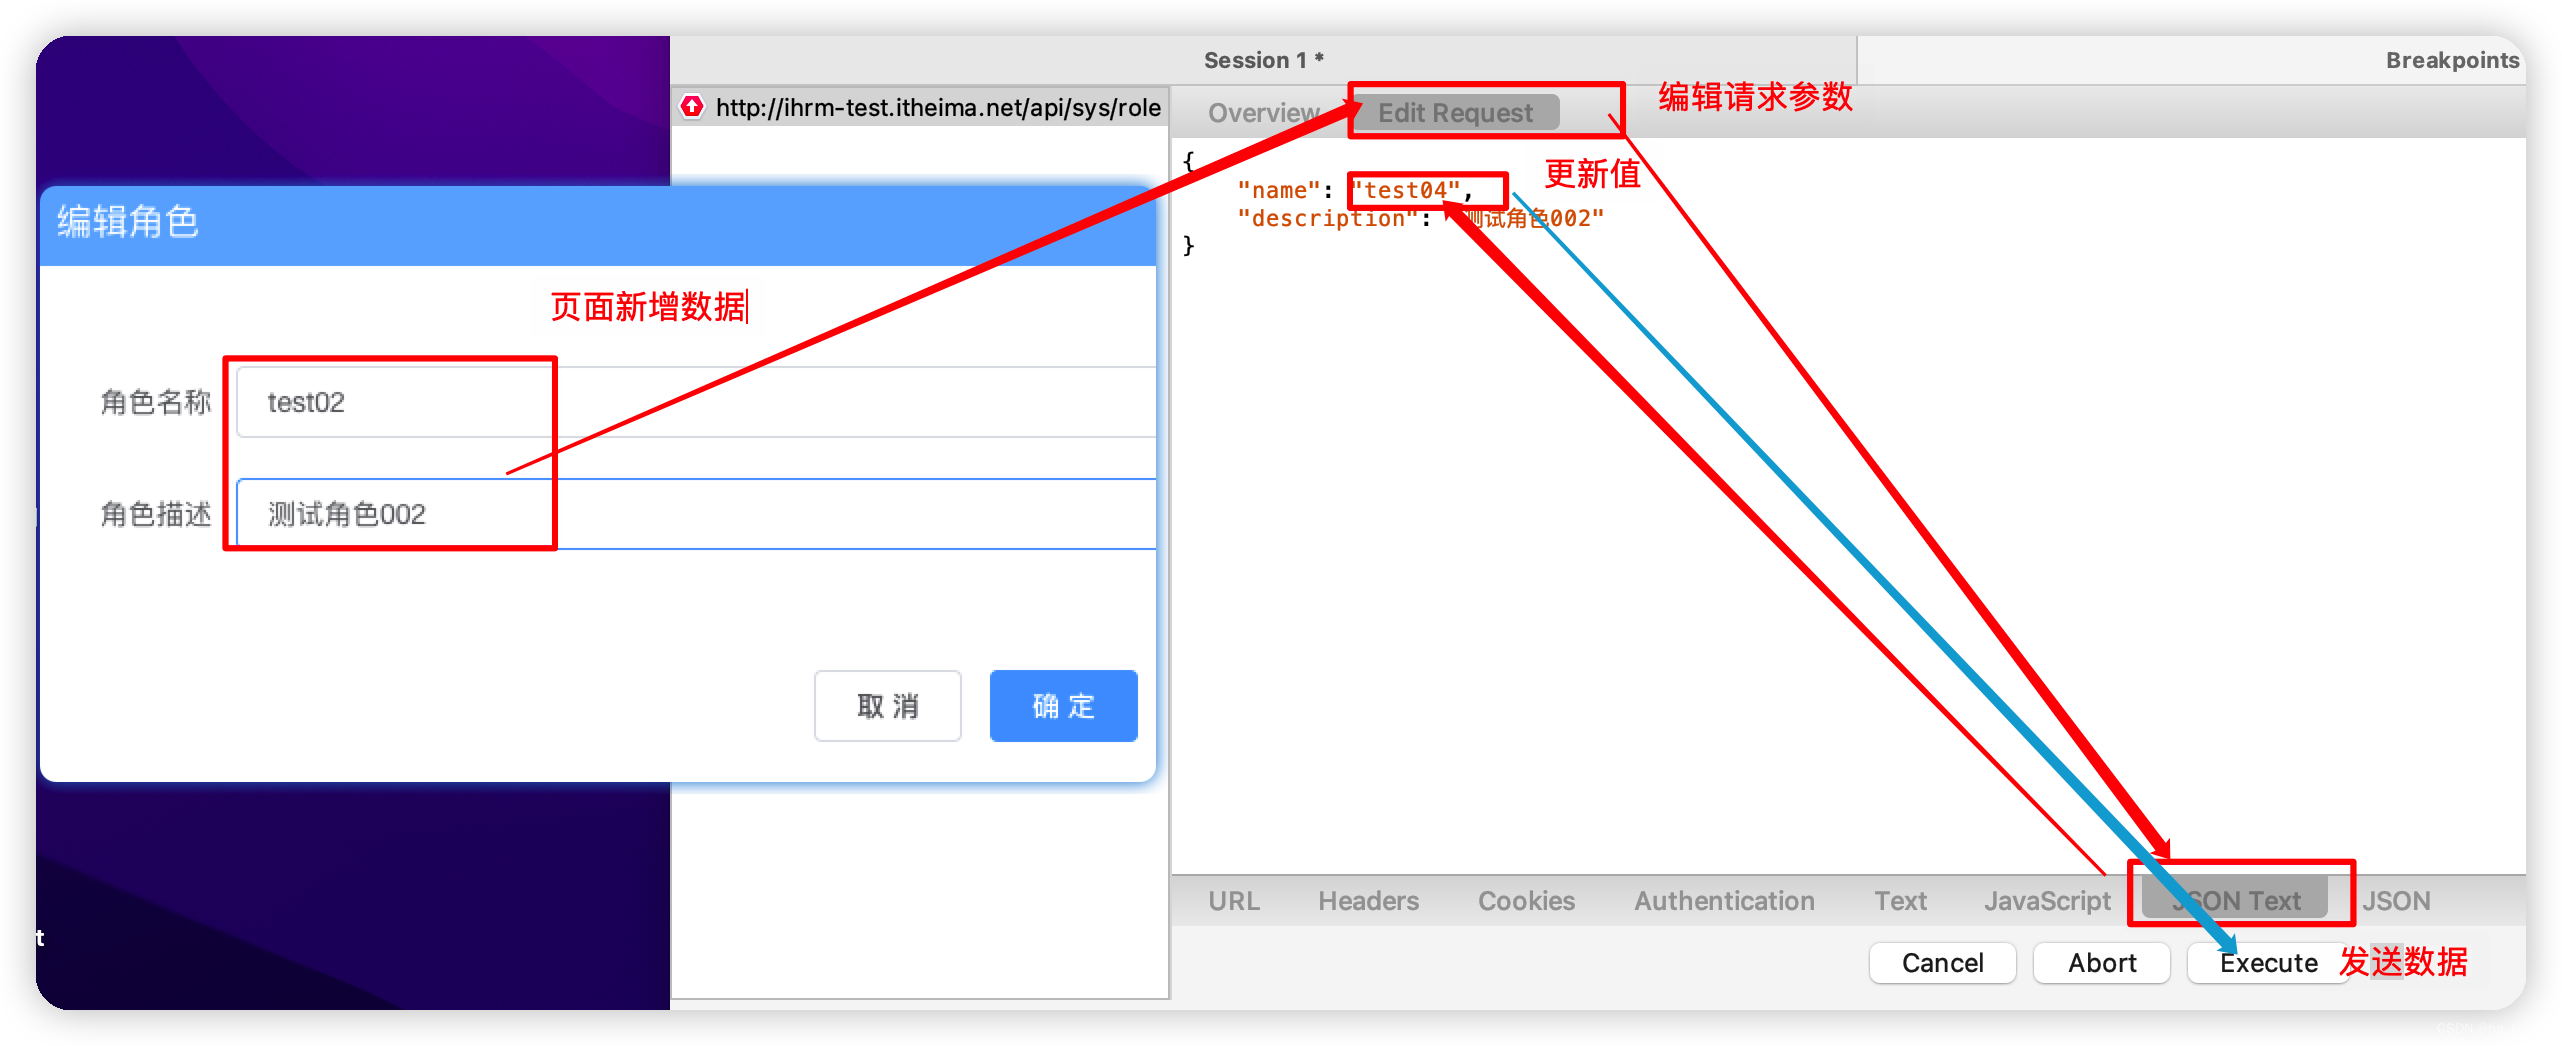 Session 1 *
Breakpoints
http://ihrm-test.itheima.net/api/sys/role
Overview
Edit Request
编辑请求参数
{
"name": "test04",
更新值
"description": "测试角色002"
}
编辑角色
页面新增数据
角色名称
test02
角色描述
测试角色002
取 消
确 定
URL
Headers
Cookies
Authentication
Text
JavaScript
JSON Text
JSON
t
Cancel
Abort
Execute
发送数据